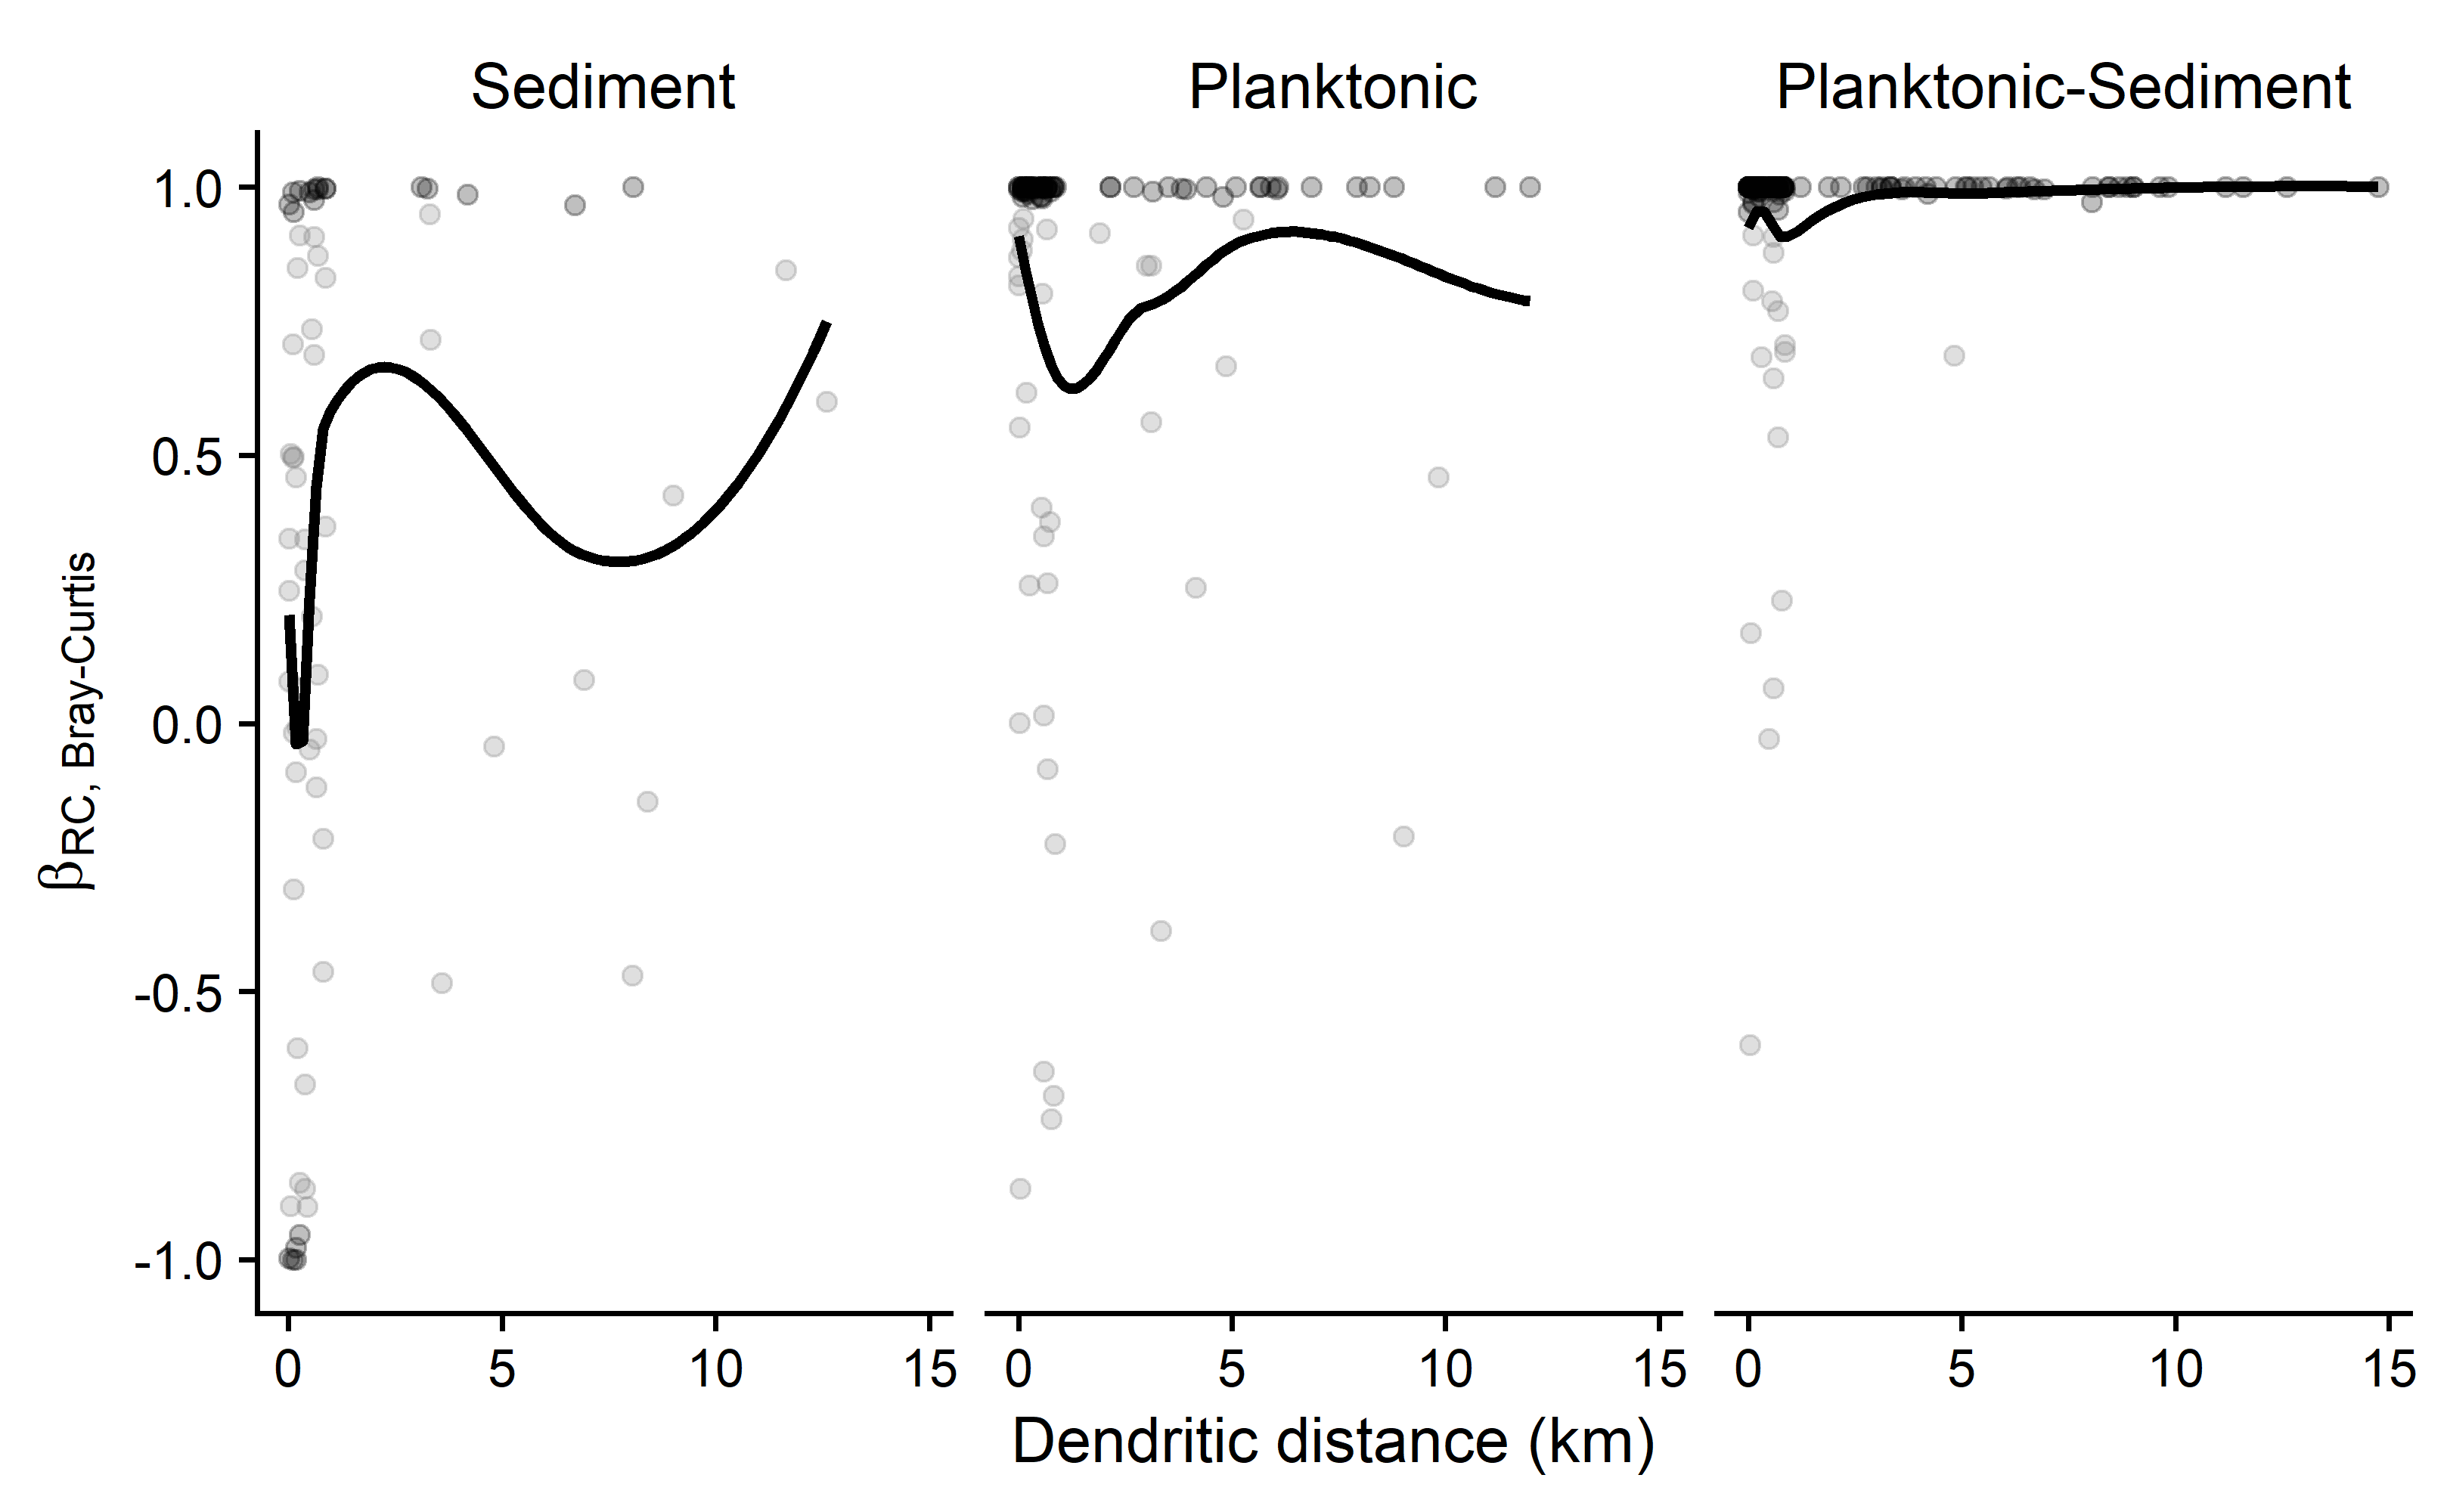 Sediment Planktonic Planktonic-Sediment
1.0
0.5
0.0
-0.5
-1.0
βRC, Bray-Curtis
0 5 10 15 0 5 10 15 0 5 10 15
Dendritic distance (km)